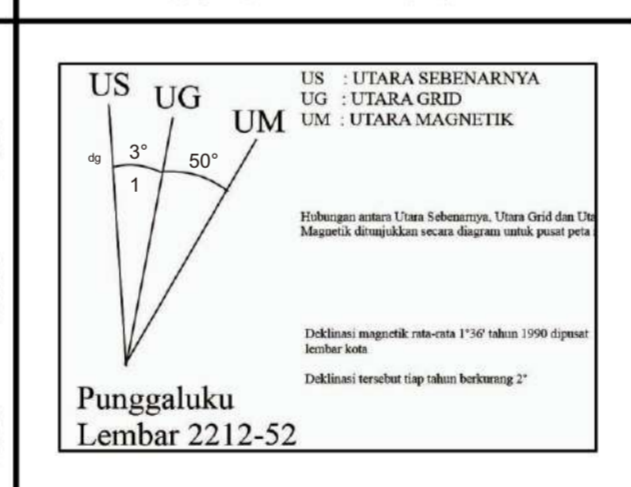 US
UG
UM
US : UTARA SEBENARNYA
UG : UTARA GRID
UM : UTARA MAGNETIK
dg
3°
50°
1
Hubungan antara Utara Sebenarnya, Utara Grid dan Uta
Magnetik ditunjukkan secara diagram untuk pusat peta
Deklinasi magnetik rata-rata 1°36' tahun 1990 dipusat
lembar kota
Deklinasi tersebut tiap tahun berkurang 2"
Punggaluku
Lembar 2212-52